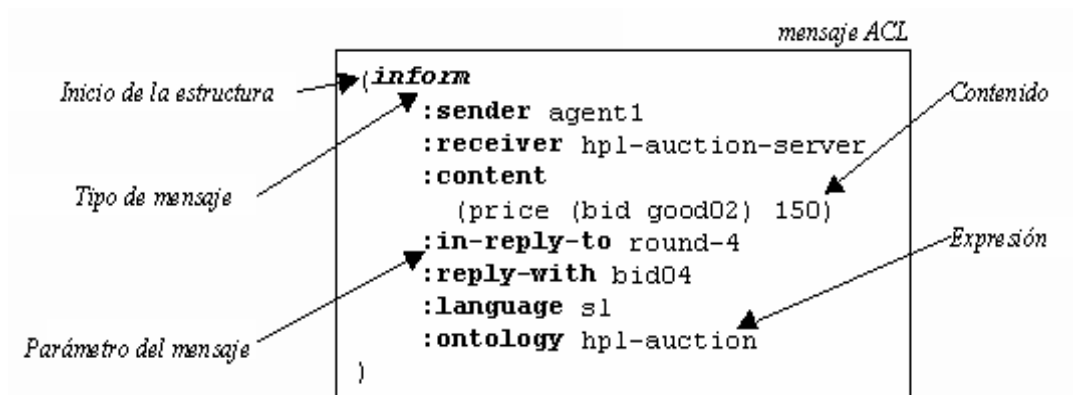 mensaje ACL
(inform
Inicio de la estructura
Contenido
:sender agent1
:receiver hpl-auction-server
:content
Tipo de mensaje
(price (bid good02) 150)
:in-reply-to round-4
Expresión
:reply-with bid04
:language sl
:ontology hpl-auction
Parámetro del mensaje
)